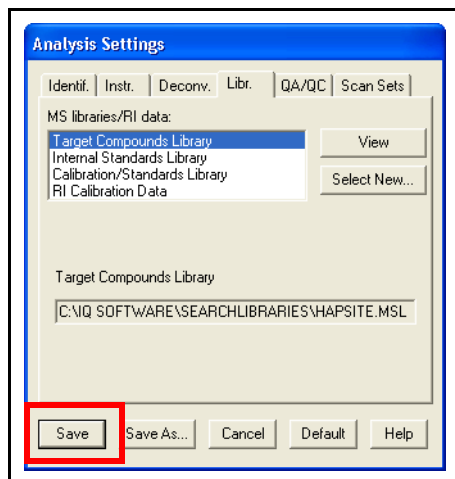 Analysis Settings
Identif. Instr. Deconv. Libr. QA/QC Scan Sets
MS libraries/RI data:
Target Compounds Library
Internal Standards Library
Calibration/Standards Library
RI Calibration Data
View
Select New...
Target Compounds Library
C:\IQ SOFTWARE\SEARCHLIBRARIES\HAPSITE.MSL
Save Save As... Cancel Default Help